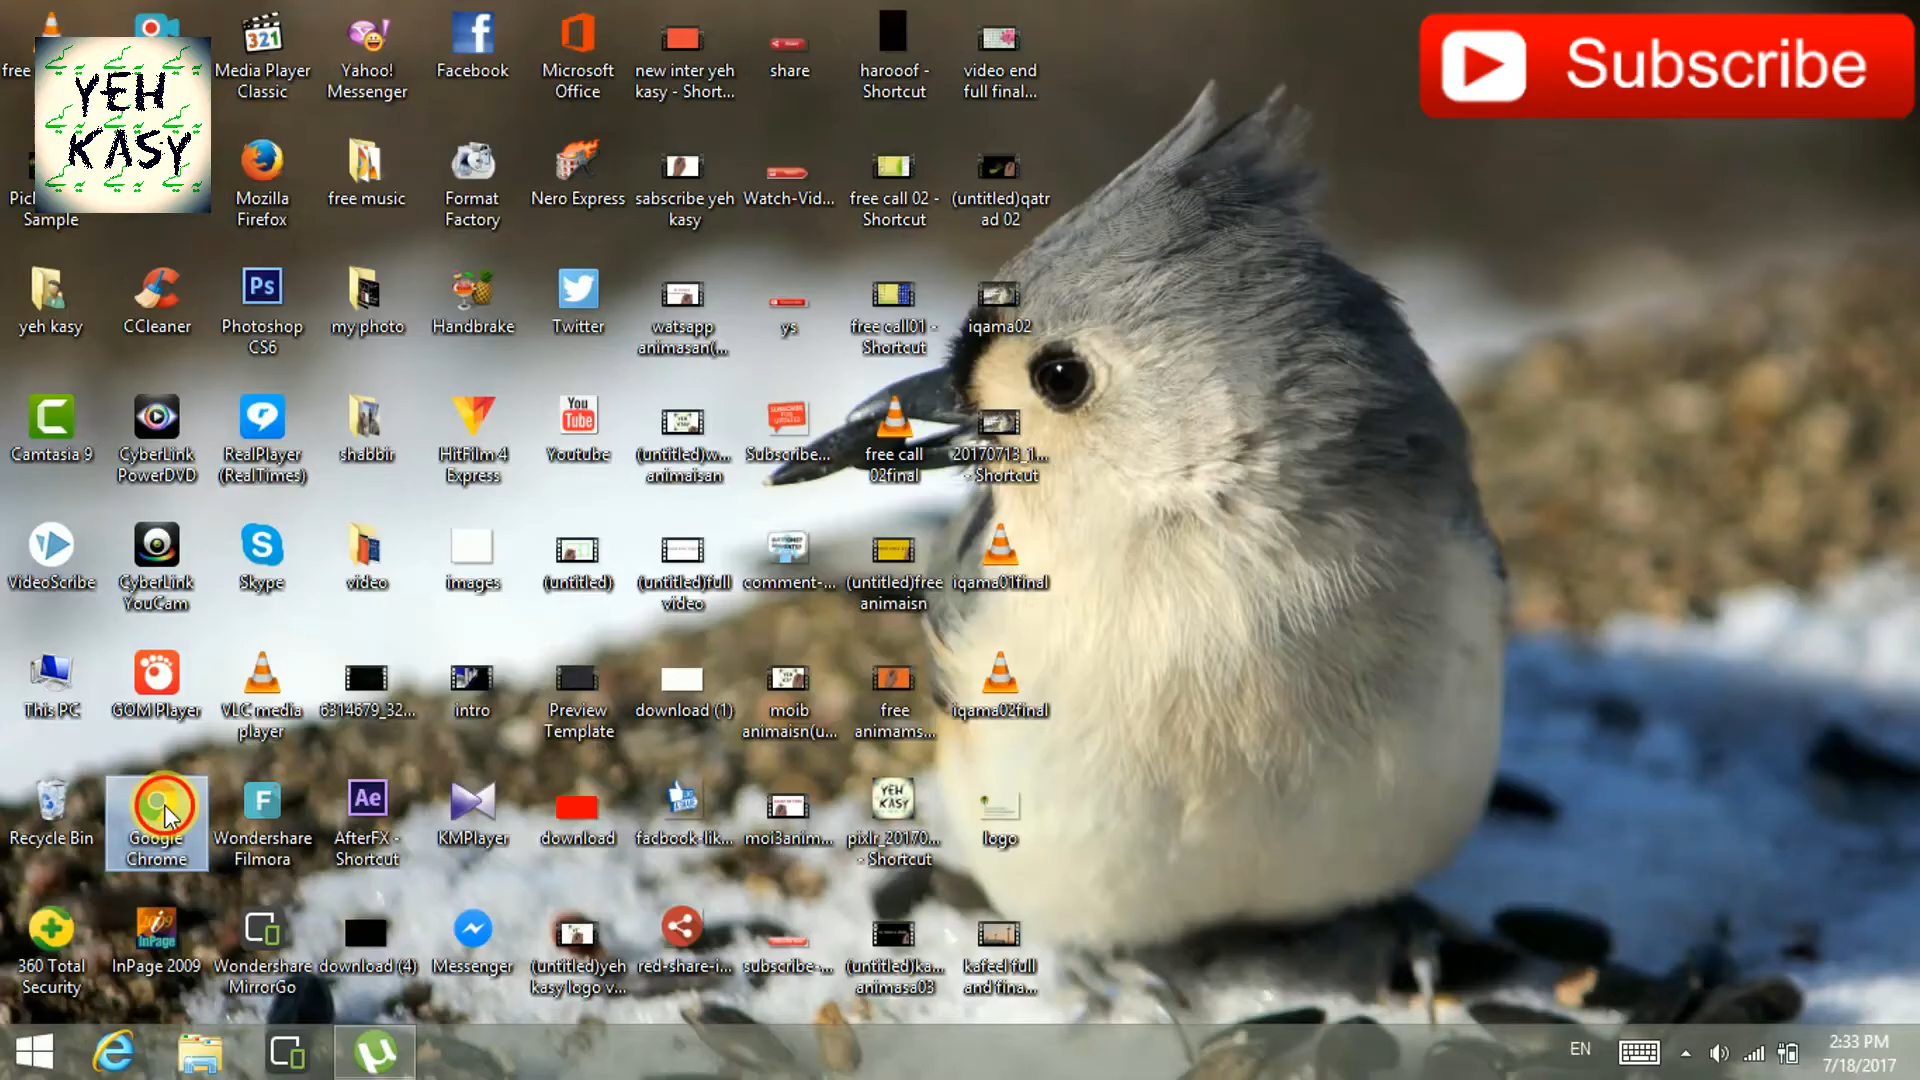 Subscribe
YEH
KASY
free
Media Player
Classic
Yahoo!
Messenger
Facebook
Microsoft
Office
new inter yeh
kasy - Short...
share
harooof -
Shortcut
video end
full final...
Sample
Mozilla
Firefox
free music
Format
Factory
Nero Express
sabscribe yeh
kasy
Watch-Vid...
free call 02 -
Shortcut
(untitled)qatr
ad 02
yeh kasy
CCleaner
Ps
Photoshop
CS6
my photo
Handbrake
Twitter
watsapp
animasan(...
ys
free call01 -
Shortcut
iqama02
Camtasia 9
CyberLink
PowerDVD
RealPlayer
(RealTimes)
shabbir
HitFilm 4
Express
You
Tube
Youtube
(untitled)w...
animaisan
Subscribe...
free call
02final
20170713_1...
- Shortcut
VideoScribe
CyberLink
YouCam
Skype
video
images
(untitled)
(untitled)full
video
comment-...
(untitled)free
animaisn
iqama01final
This PC
GOM Player
VLC media
player
6314679_32...
intro
Preview
Template
download (1)
moib
animaisn(u...
free
animams...
iqama02final
Recycle Bin
Google
Chrome
Wondershare
Filmora
Ae
AfterFX -
Shortcut
KMPlayer
download
facbook-lik...
moi3anim...
YEH
KASY
pixlr_20170...
- Shortcut
logo
360 Total
Security
InPage 2009
Wondershare
MirrorGo
download (4)
Messenger
(untitled)yeh
kasy logo v...
red-share-i...
subscribe-...
(untitled)ka...
animasa03
kafeel full
and fina...
EN
2:33 PM
7/18/2017